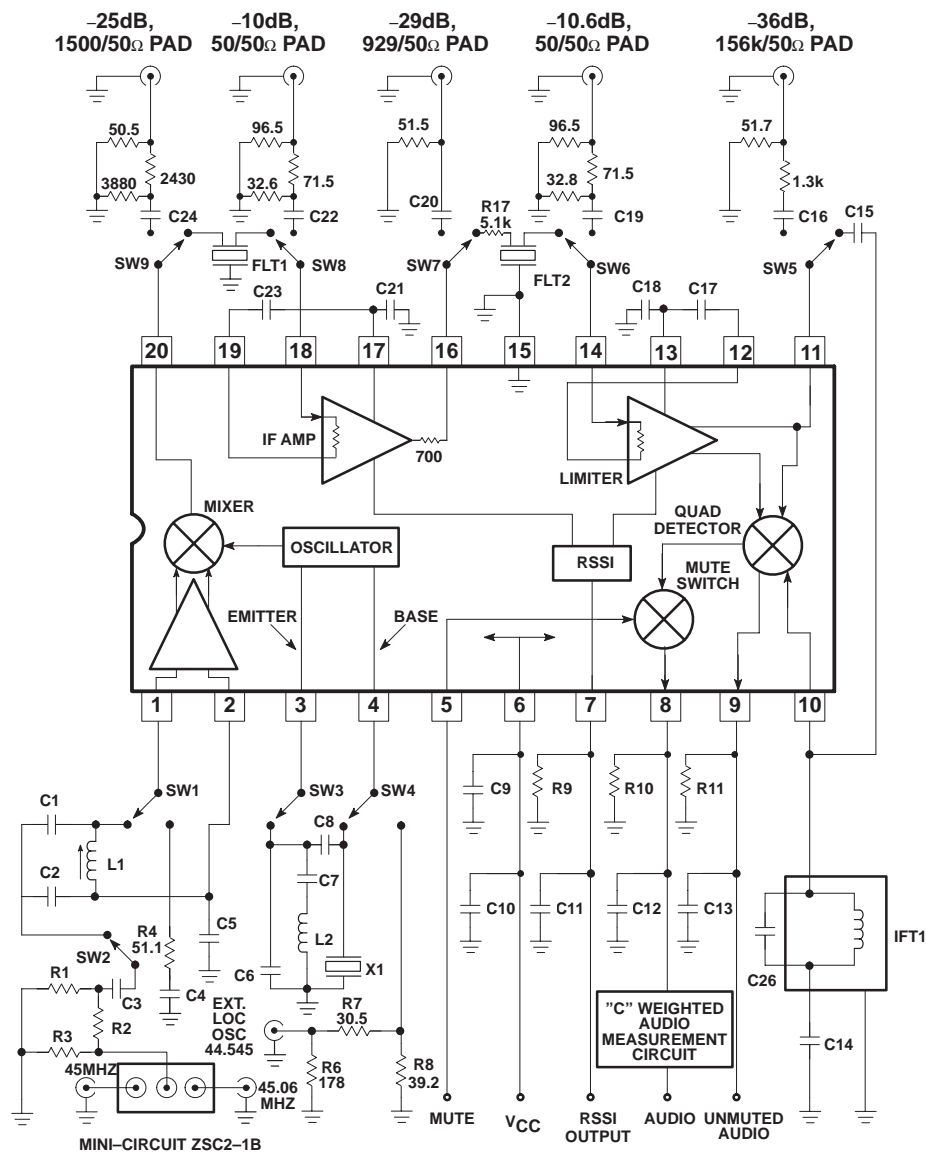 –25dB,
1500/50Ω PAD
–10dB,
50/50Ω PAD
–29dB,
929/50Ω PAD
–10.6dB,
50/50Ω PAD
–36dB,
156k/50Ω PAD
50.5
2430
3880
C24
96.5
71.5
32.6
C22
51.5
C20
R17
5.1k
96.5
71.5
32.8
C19
51.7
1.3k
C16
C15
SW9
FLT1
SW8
SW7
FLT2
SW6
SW5
C23
C21
C18
C17
20
19
18
17
16
15
14
13
12
11
IF AMP
700
LIMITER
MIXER
OSCILLATOR
RSSI
QUAD
DETECTOR
MUTE
SWITCH
EMITTER
BASE
1
2
3
4
5
6
7
8
9
10
SW1
SW3
SW4
C1
L1
C2
C5
R4
51.1
SW2
C3
C4
R1
R2
R3
C8
C7
L2
C6
X1
EXT.
LOC
OSC
44.545
R7
30.5
R6
178
R8
39.2
C9
R9
R10
R11
C10
C11
C12
C13
C26
IFT1
C14
"C" WEIGHTED
AUDIO
MEASUREMENT
CIRCUIT
45MHZ
45.06
MHZ
MINI–CIRCUIT ZSC2–1B
MUTE
VCC
RSSI
OUTPUT
AUDIO
UNMUTED
AUDIO